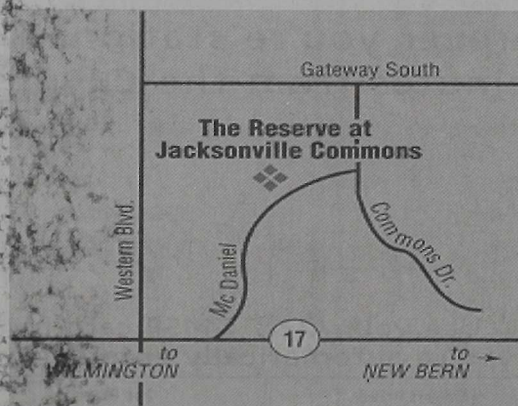 Gateway South
The Reserve at
Jacksonville Commons
Western Blvd.
Mc Daniel
Commons Dr.
17
to
WILMINGTON
to
NEW BERN